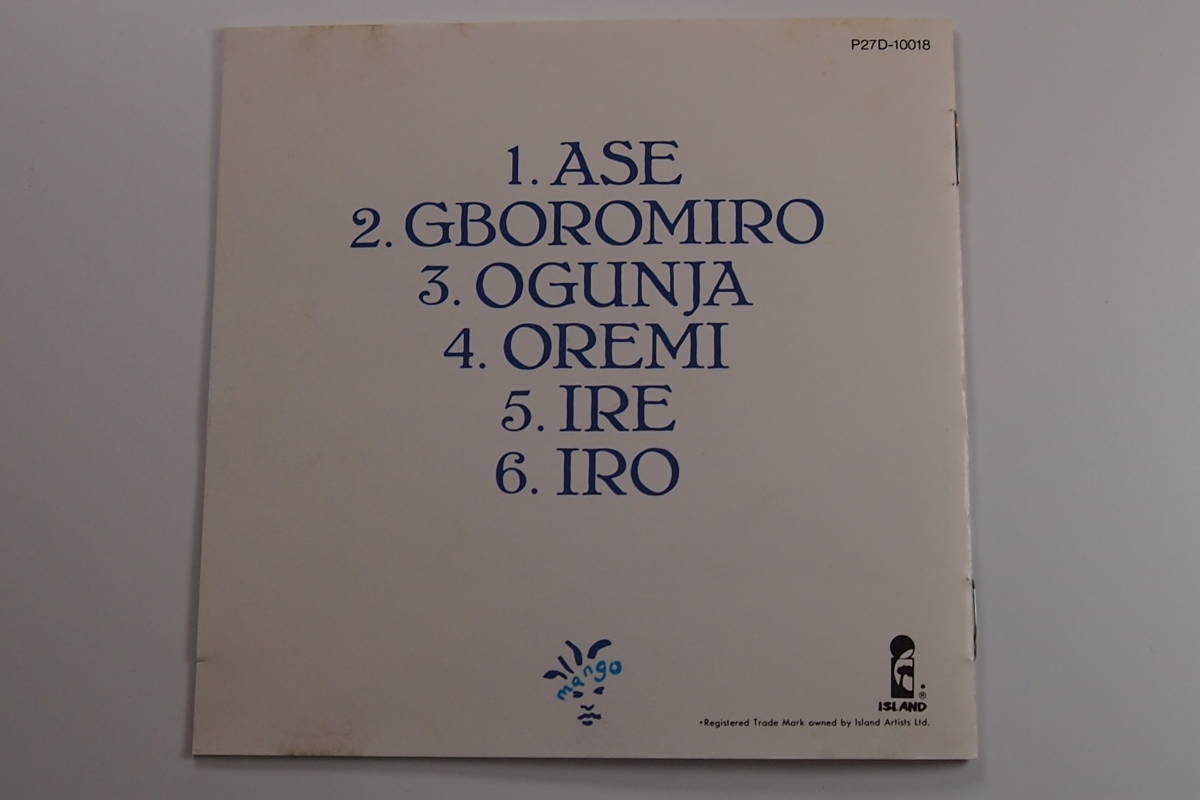 P27D-10018
1. ASE
2. GBOROMIRO
3. OGUNJA
4. OREMI
5. IRE
6. IRO
mango
®
ISLAND
•Registered Trade Mark owned by Island Artists Ltd.